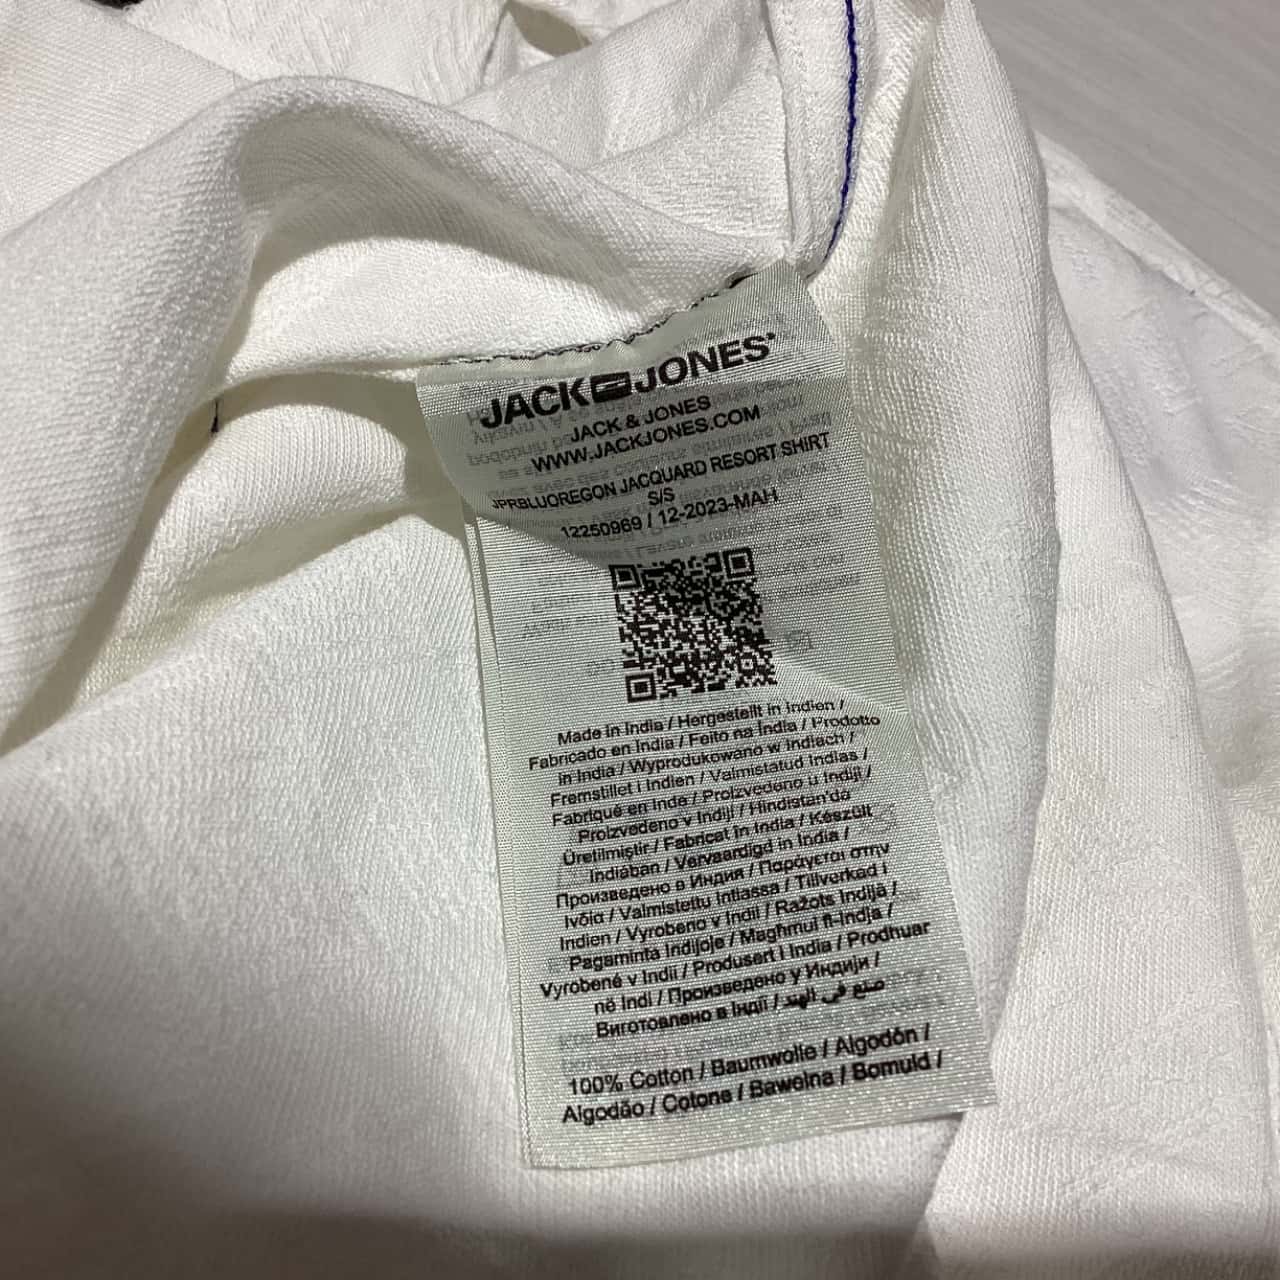 JACK JONES®
JACK & JONES
WWW.JACKJONES.COM
JPRBLUOREGON JACQUARD RESORT SHIRT
S/S
12250969 / 12-2023-MAH
Made in India / Hergestellt in Indien /
Fabricado en India / Feito na Índia / Prodotto
in India / Wyprodukowano w Indiach /
Fremstillet i Indien / Valmistatud Indias /
Fabriqué en Inde / Proizvedeno u Indiji /
Proizvedeno v Indiji / Hindistan'da
Üretilmiştir / Fabricat în India / Készült
Indiában / Vervaardigd in India /
Произведено в Индия / Παράγεται στην
Ινδία / Valmistettu Intiassa / Tillverkad i
Indien / Vyrobeno v Indii / Ražots Indijā /
Pagaminta Indijoje / Magħmul fl-Indja /
Vyrobené v Indii / Produsert i India / Prodhuar
në Indi / Произведено у Индији /
Виготовлено в Індії / صنع في الهند
100% Cotton / Baumwolle / Algodón /
Algodão / Cotone / Bawełna / Bomuld /